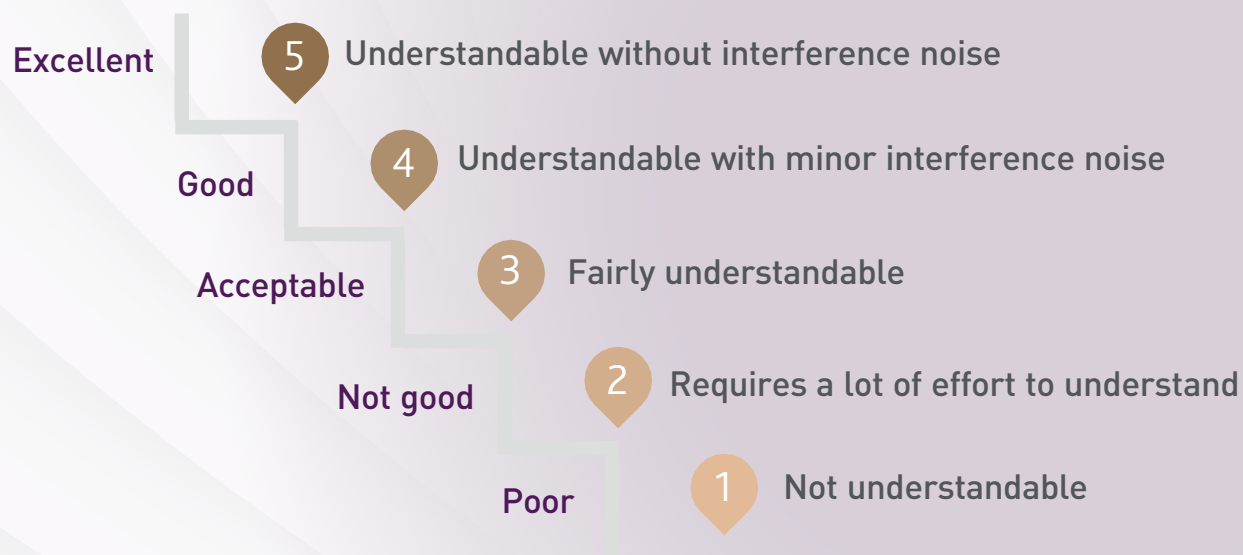 Excellent
5
Understandable without interference noise
Good
4
Understandable with minor interference noise
Acceptable
3
Fairly understandable
Not good
2
Requires a lot of effort to understand
Poor
1
Not understandable